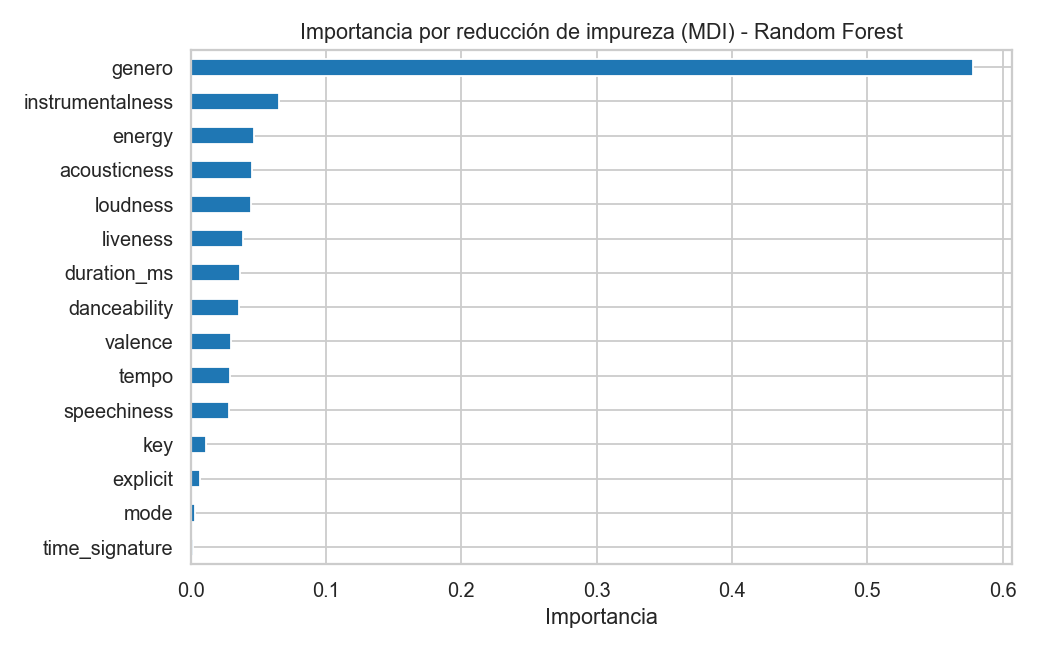 Importancia por reducción de impureza (MDI) - Random Forest
genero
instrumentalness
energy
acousticness
loudness
liveness
duration_ms
danceability
valence
tempo
speechiness
key
explicit
mode
time_signature
0.0 0.1 0.2 0.3 0.4 0.5 0.6
Importancia